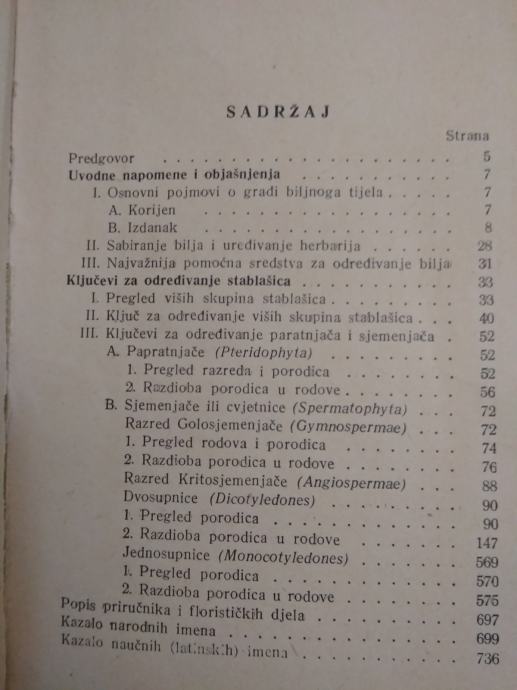 SADRŽAJ
Strana
Predgovor . . . . . . . . . . . . . . . . . . . 5
Uvodne napomene i objašnjenja . . . . . . . . . . 7
I. Osnovni pojmovi o građi biljnoga tijela . . . . . 7
A. Korijen . . . . . . . . . . . . . . . . 7
B. Izdanak . . . . . . . . . . . . . . . . 8
II. Sabiranje bilja i uređivanje herbarija . . . . . . 28
III. Najvažnija pomoćna sredstva za određivanje bilja 31
Ključevi za određivanje stablašica . . . . . . . . . 33
I. Pregled viših skupina stablašica . . . . . . . . . 33
II. Ključ za određivanje viših skupina stablašica . . . 40
III. Ključevi za određivanje paratnjača i sjemenjača . 52
A. Papratnjače (Pteridophyta) . . . . . . . . . 52
1. Pregled razreda i porodica . . . . . . . . 52
2. Razdioba porodica u rodove . . . . . . . 56
B. Sjemenjače ili cvjetnice (Spermatophyta) . . . 72
Razred Golosjemenjače (Gymnospermae) . . . 72
1. Pregled rodova i porodica . . . . . . . 74
2. Razdioba porodica u rodove . . . . . . . 76
Razred Kritosjemenjače (Angiospermae) . . . 88
Dvosupnice (Dicotyledones) . . . . . . . . . 90
1. Pregled porodica . . . . . . . . . . . 90
2. Razdioba porodica u rodove . . . . . . . 147
Jednosupnice (Monocotyledones) . . . . . . . 569
1. Pregled porodica . . . . . . . . . . . 570
2. Razdioba porodica u rodove . . . . . . . 575
Popis priručnika i florističkih djela . . . . . . . . . 697
Kazalo narodnih imena . . . . . . . . . . . . . 699
Kazalo naučnih (latinskih) imena . . . . . . . . . . 736